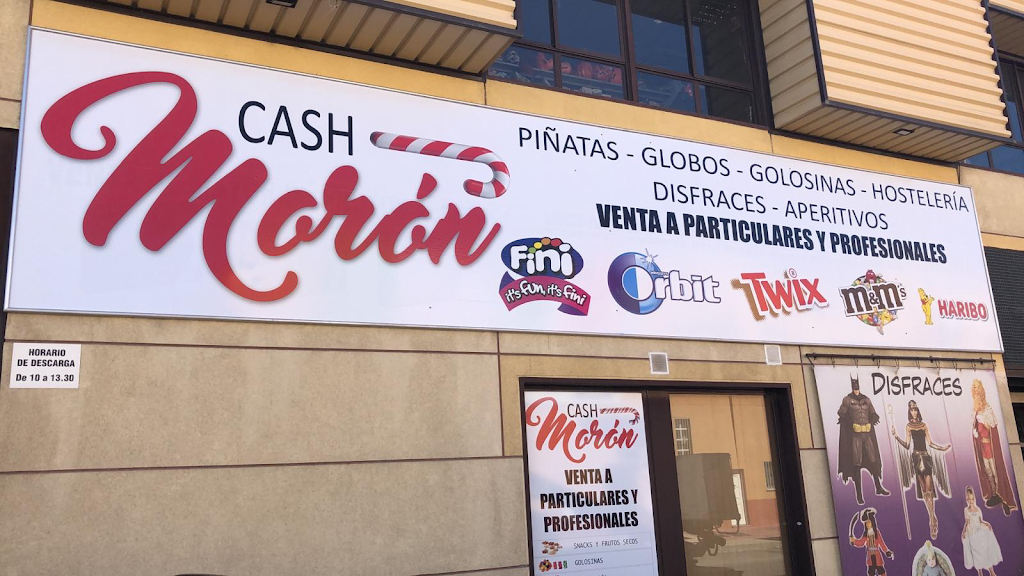 CASH
Morón
PIÑATAS - GLOBOS - GOLOSINAS - HOSTELERÍA
DISFRACES - APERITIVOS
VENTA A PARTICULARES Y PROFESIONALES
Fini
it's fun, it's fini
Orbit
TWIX
m&m's
HARIBO
HORARIO
DE DESCARGA
De 10 a 13.30
CASH
Morón
VENTA A
PARTICULARES Y
PROFESIONALES
SNACKS Y FRUTOS SECOS
GOLOSINAS
DISFRACES